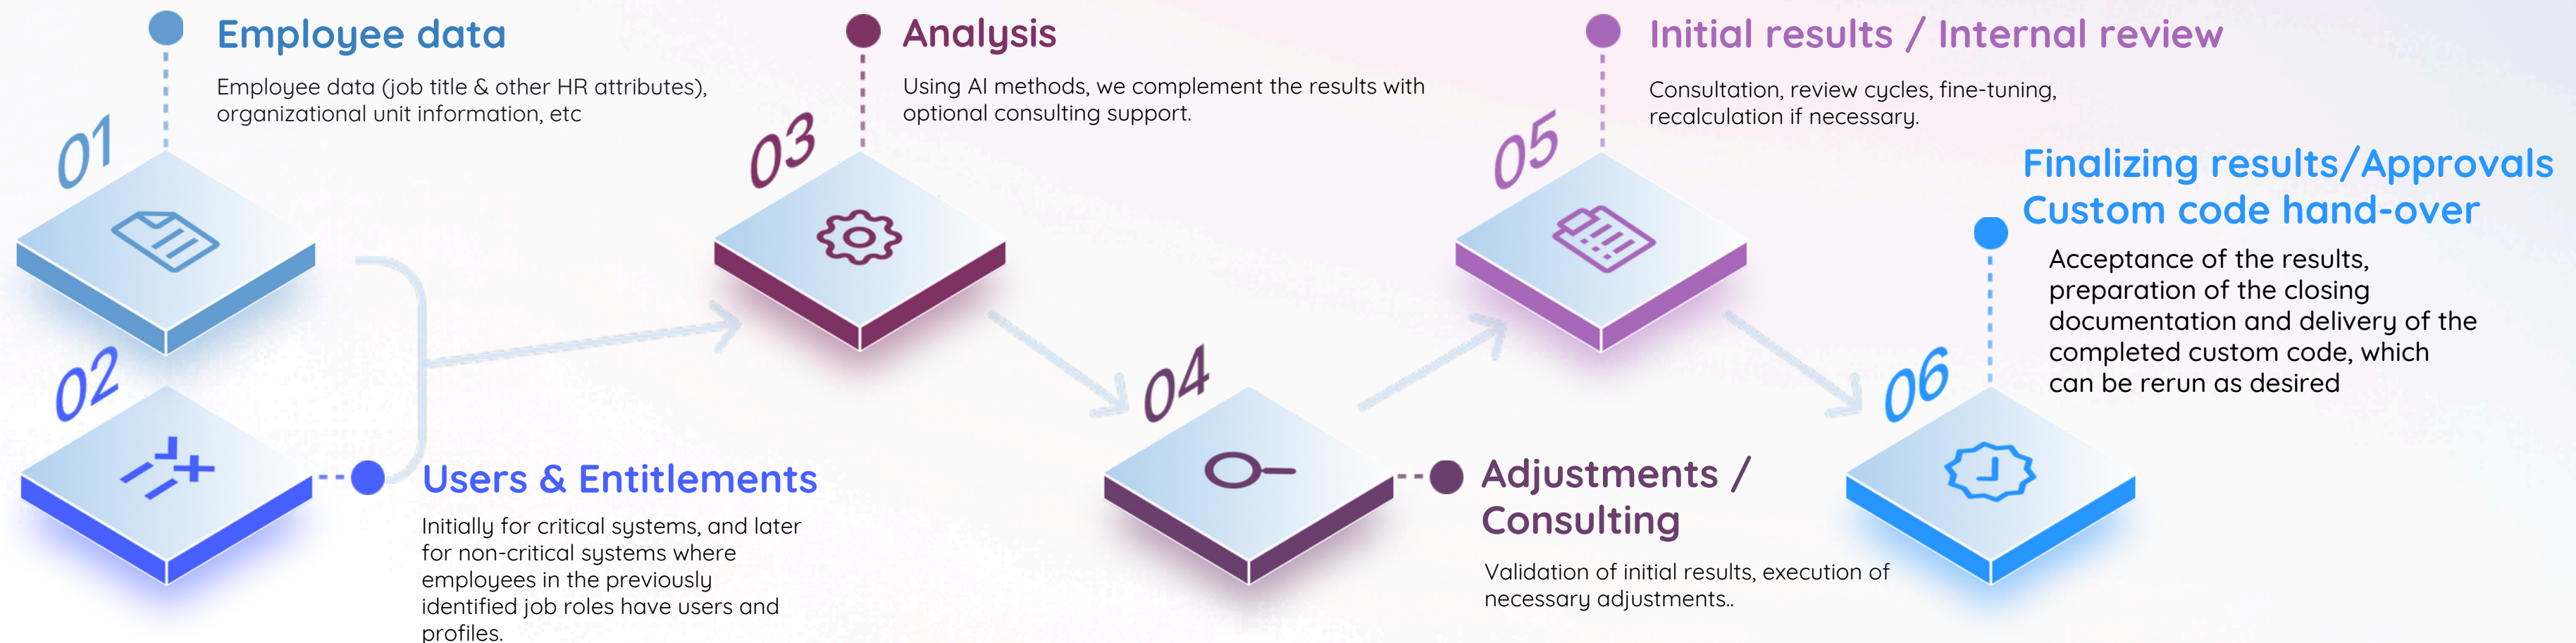 01
Employee data
Employee data (job title & other HR attributes),
organizational unit information, etc
02
Users & Entitlements
Initially for critical systems, and later
for non-critical systems where
employees in the previously
identified job roles have users and
profiles.
03
Analysis
Using AI methods, we complement the results with
optional consulting support.
04
Adjustments /
Consulting
Validation of initial results, execution of
necessary adjustments..
05
Initial results / Internal review
Consultation, review cycles, fine-tuning,
recalculation if necessary.
06
Finalizing results/Approvals
Custom code hand-over
Acceptance of the results,
preparation of the closing
documentation and delivery of the
completed custom code, which
can be rerun as desired